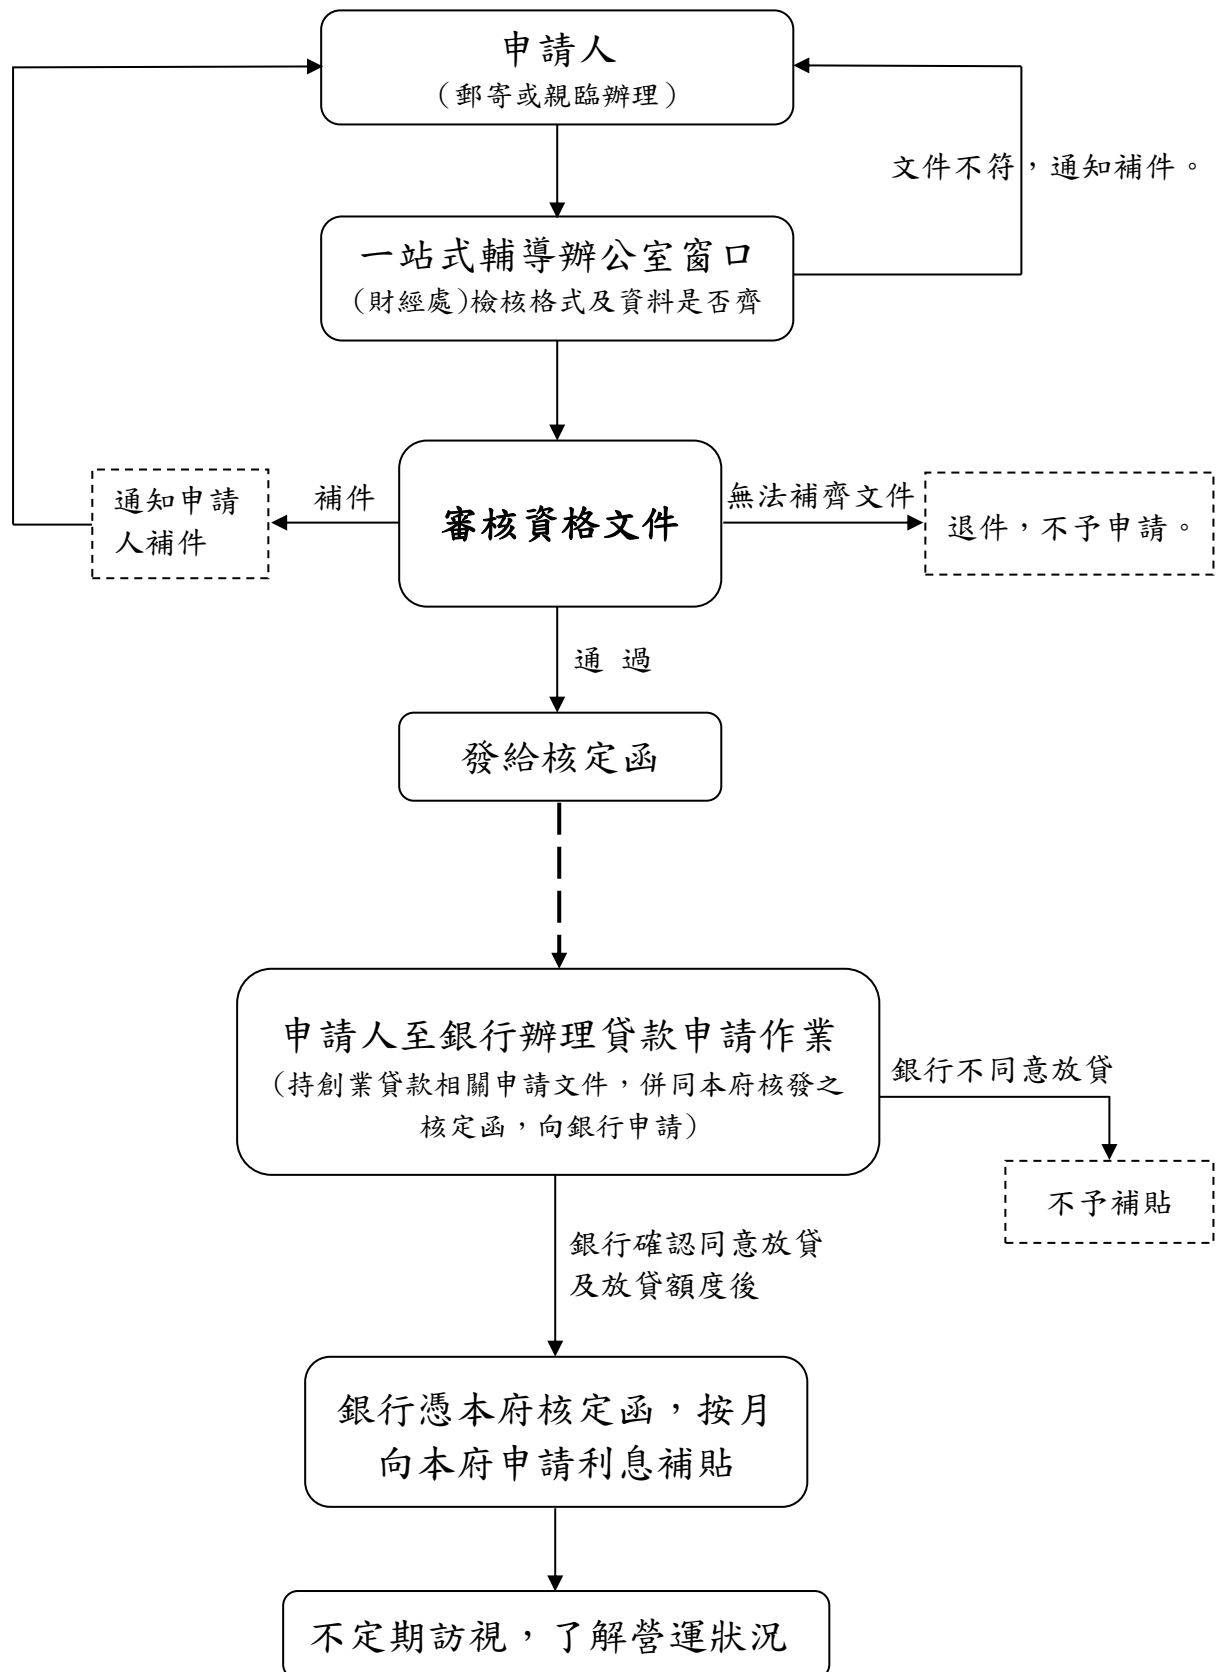 申請人
（郵寄或親臨辦理）
文件不符，通知補件。
一站式輔導辦公室窗口
(財經處)檢核格式及資料是否齊
通知申請
人補件
補件
審核資格文件
無法補齊文件
退件，不予申請。
通 過
發給核定函
申請人至銀行辦理貸款申請作業
（持創業貸款相關申請文件，併同本府核發之
核定函，向銀行申請）
銀行不同意放貸
不予補貼
銀行確認同意放貸
及放貸額度後
銀行憑本府核定函，按月
向本府申請利息補貼
不定期訪視，了解營運狀況